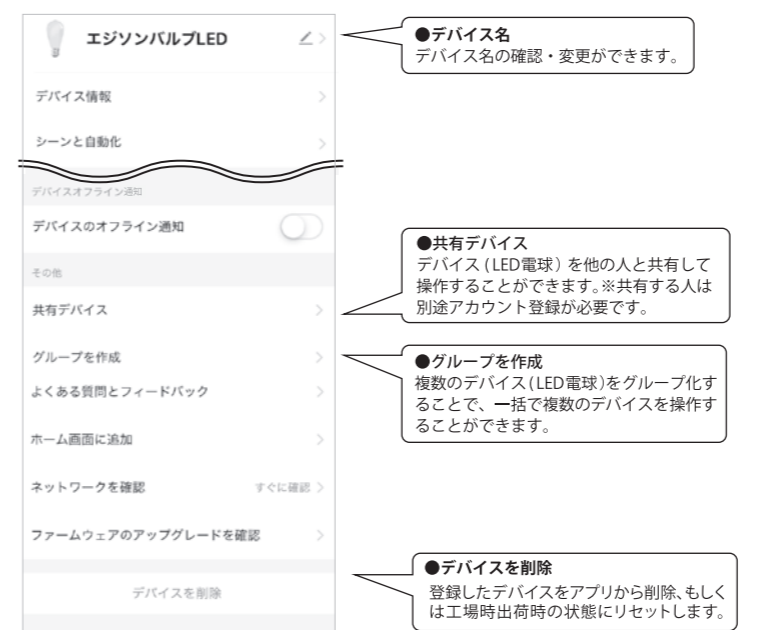 エジソンバルブLED
●デバイス名
デバイス名の確認・変更ができます。
デバイス情報
シーンと自動化
デバイスオフライン通知
デバイスのオフライン通知
その他
●共有デバイス
デバイス(LED電球)を他の人と共有して
操作することができます。※共有する人は
別途アカウント登録が必要です。
共有デバイス
グループを作成
●グループを作成
複数のデバイス(LED電球)をグループ化す
ることで、一括で複数のデバイスを操作す
ることができます。
よくある質問とフィードバック
ホーム画面に追加
ネットワークを確認 すぐに確認
ファームウェアのアップグレードを確認
●デバイスを削除
登録したデバイスをアプリから削除、もしく
は工場時出荷時の状態にリセットします。
デバイスを削除